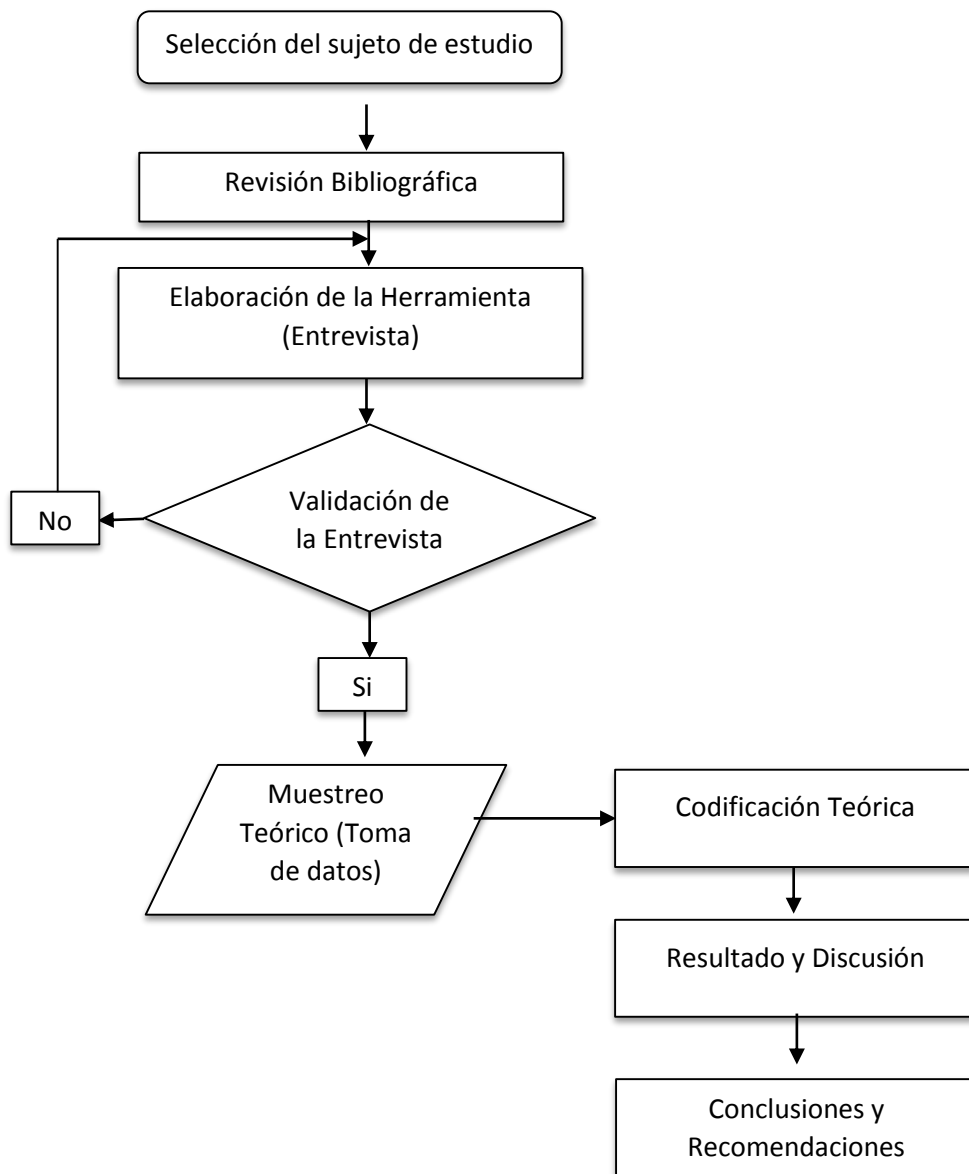 Selección del sujeto de estudio
Revisión Bibliográfica
Elaboración de la Herramienta
(Entrevista)
Validación de
la Entrevista
No
Si
Muestreo
Teórico (Toma
de datos)
Codificación Teórica
Resultado y Discusión
Conclusiones y
Recomendaciones